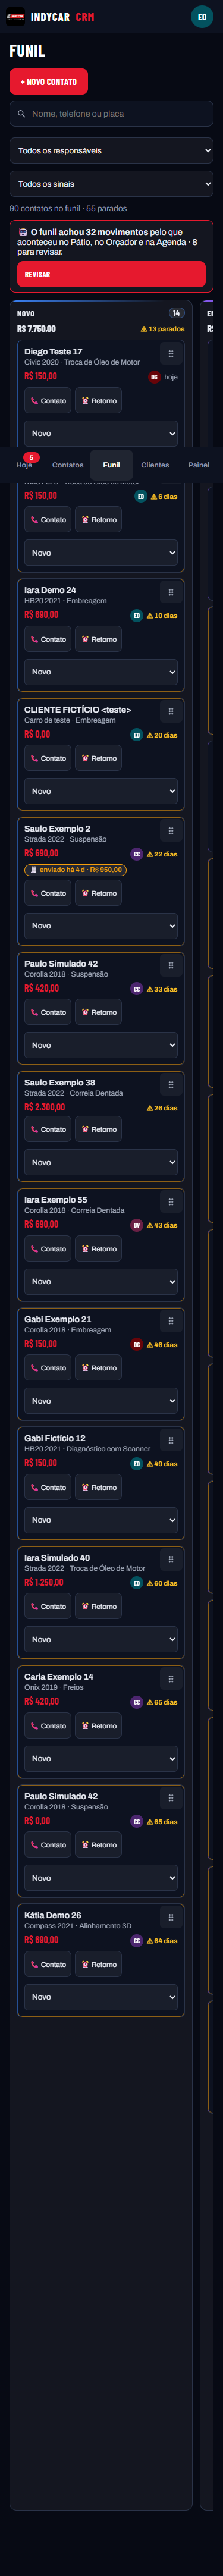 INDYCAR CRM
ED
FUNIL
+ NOVO CONTATO
Nome, telefone ou placa
Todos os responsáveis
Todos os sinais
90 contatos no funil · 55 parados
O funil achou 32 movimentos pelo que
aconteceu no Pátio, no Orçador e na Agenda · 8
para revisar.
REVISAR
NOVO 14
R$ 7.750,00 ⚠ 13 parados
Diego Teste 17
Civic 2020 · Troca de Óleo de Motor
R$ 150,00 DG hoje
Contato Retorno
Novo
5
Hoje Contatos Funil Clientes Painel
R$ 150,00 ED ⚠ 6 dias
Contato Retorno
Novo
Iara Demo 24
HB20 2021 · Embreagem
R$ 690,00 ED ⚠ 10 dias
Contato Retorno
Novo
CLIENTE FICTÍCIO <teste>
Carro de teste · Embreagem
R$ 0,00 ED ⚠ 20 dias
Contato Retorno
Novo
Saulo Exemplo 2
Strada 2022 · Suspensão
R$ 690,00 CC ⚠ 22 dias
enviado há 4 d · R$ 950,00
Contato Retorno
Novo
Paulo Simulado 42
Corolla 2018 · Suspensão
R$ 420,00 CC ⚠ 33 dias
Contato Retorno
Novo
Saulo Exemplo 38
Strada 2022 · Correia Dentada
R$ 2.300,00 ⚠ 26 dias
Contato Retorno
Novo
Iara Exemplo 55
Corolla 2018 · Correia Dentada
R$ 690,00 ⚠ 43 dias
Contato Retorno
Novo
Gabi Exemplo 21
Corolla 2018 · Embreagem
R$ 150,00 DG ⚠ 46 dias
Contato Retorno
Novo
Gabi Fictício 12
HB20 2021 · Diagnóstico com Scanner
R$ 150,00 ED ⚠ 49 dias
Contato Retorno
Novo
Iara Simulado 40
Strada 2022 · Troca de Óleo de Motor
R$ 1.250,00 ED ⚠ 60 dias
Contato Retorno
Novo
Carla Exemplo 14
Onix 2019 · Freios
R$ 420,00 CC ⚠ 65 dias
Contato Retorno
Novo
Paulo Simulado 42
Corolla 2018 · Suspensão
R$ 0,00 CC ⚠ 65 dias
Contato Retorno
Novo
Kátia Demo 26
Compass 2021 · Alinhamento 3D
R$ 690,00 CC ⚠ 64 dias
Contato Retorno
Novo